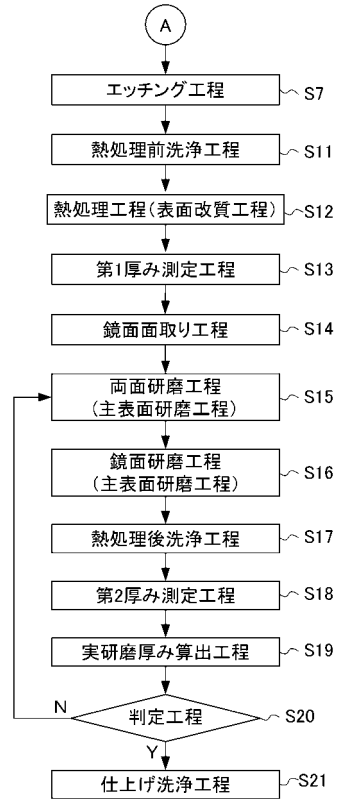 A
エッチング工程 S7
熱処理前洗浄工程 S11
熱処理工程(表面改質工程) S12
第1厚み測定工程 S13
鏡面面取り工程 S14
両面研磨工程
(主表面研磨工程) S15
鏡面研磨工程
(主表面研磨工程) S16
熱処理後洗浄工程 S17
第2厚み測定工程 S18
実研磨厚み算出工程 S19
N
判定工程 S20
Y
仕上げ洗浄工程 S21